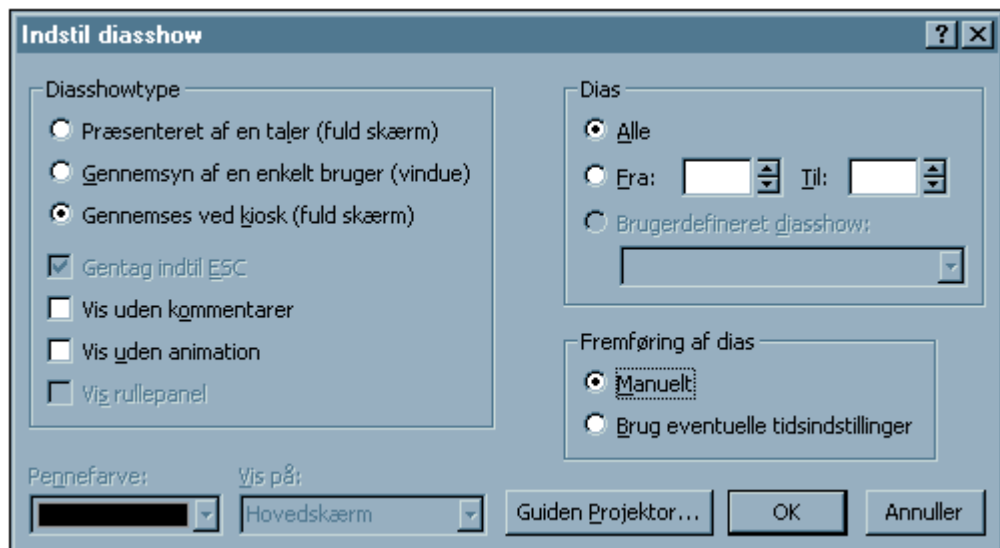 Indstil diasshow
Diasshowtype
Præsenteret af en taler (fuld skærm)
Gennemsyn af en enkelt bruger (vindue)
Gennemses ved kiosk (fuld skærm)
Gentag indtil ESC
Vis uden kommentarer
Vis uden animation
Vis rullepanel
Dias
Alle
Fra: Til:
Brugerdefineret diasshow:
Fremføring af dias
Manuelt
Brug eventuelle tidsindstillinger
Pennefarve: Vis på:
Hovedskærm
Guiden Projektor... OK Annuller